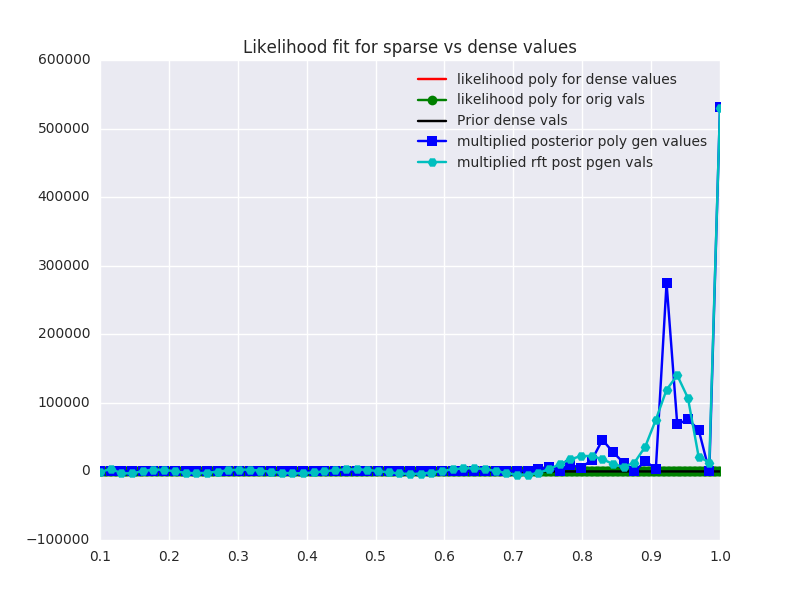 Likelihood fit for sparse vs dense values
600000
500000
400000
300000
200000
100000
0
−100000
likelihood poly for dense values
likelihood poly for orig vals
Prior dense vals
multiplied posterior poly gen values
multiplied rft post pgen vals
0.1 0.2 0.3 0.4 0.5 0.6 0.7 0.8 0.9 1.0